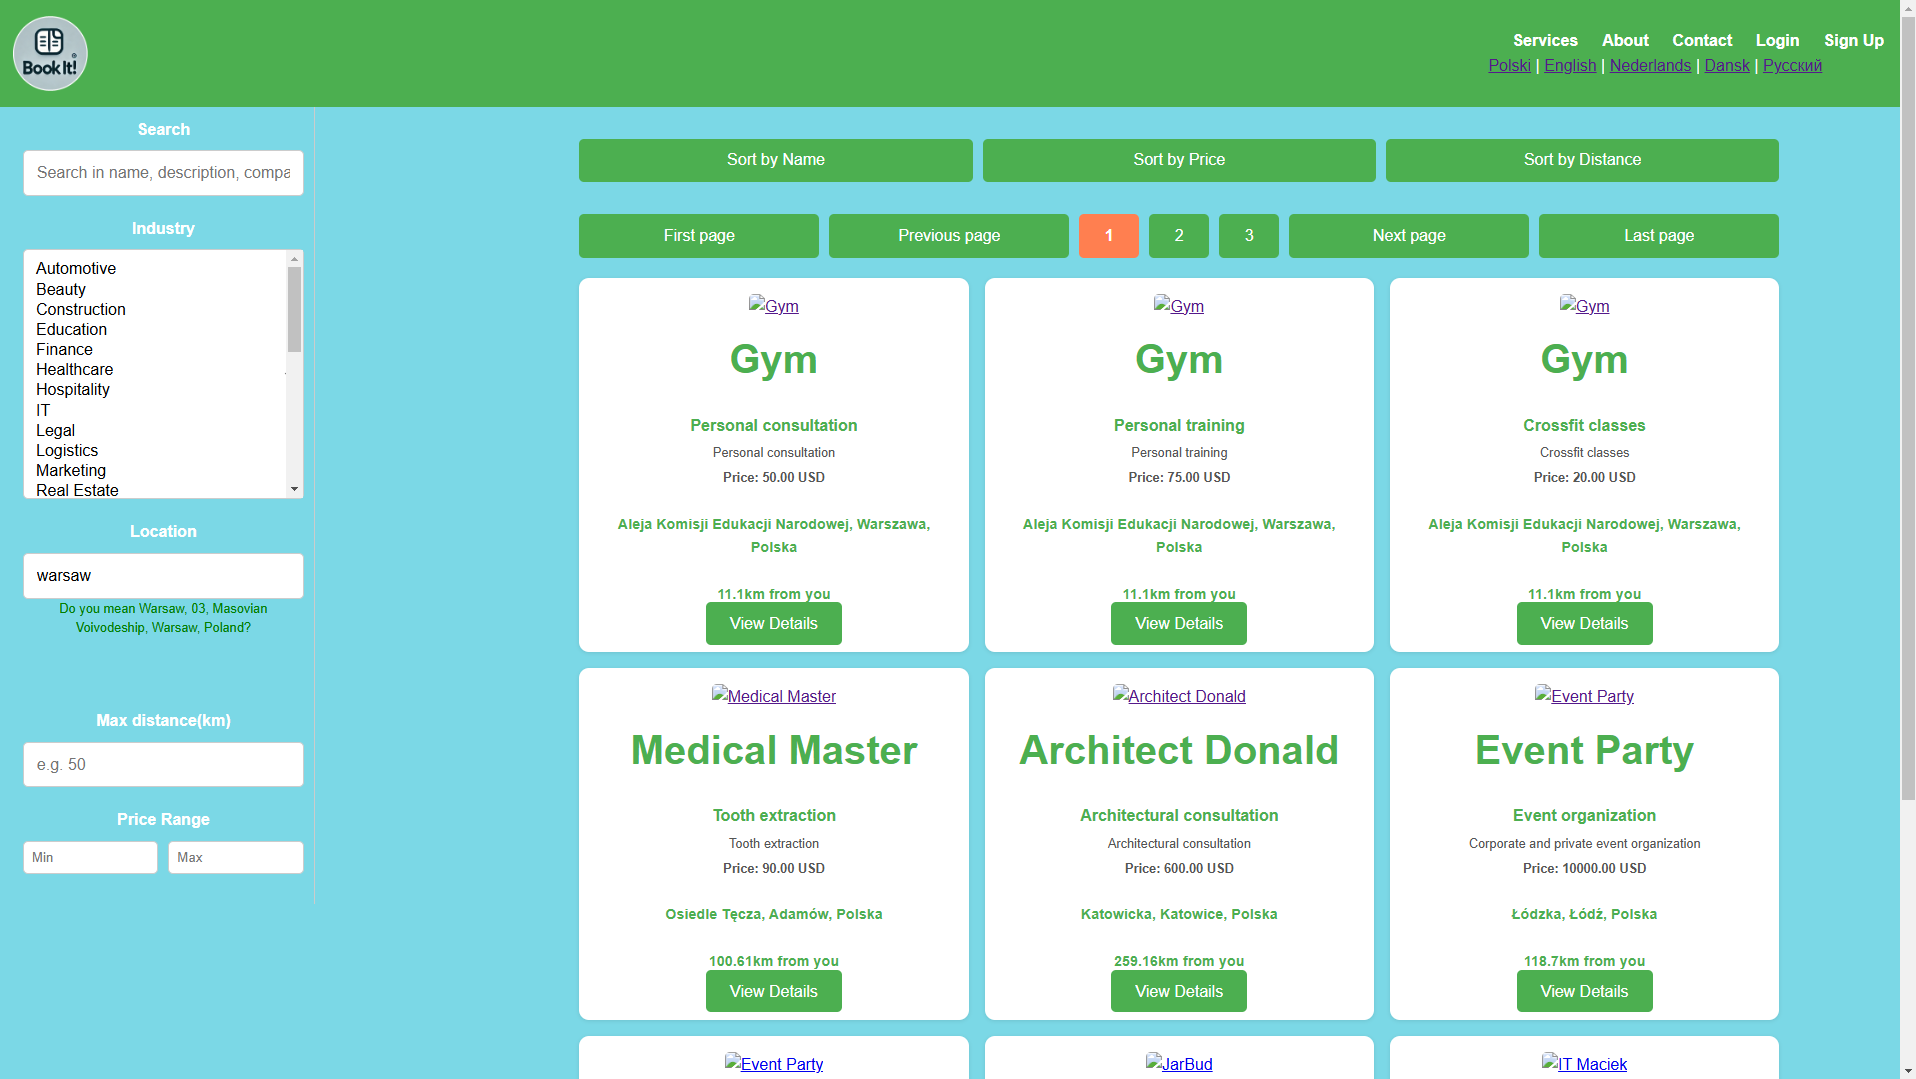 Book It!
®
Services About Contact Login Sign Up
Polski | English | Nederlands | Dansk | Русский
Search
Search in name, description, compa
Industry
Automotive
Beauty
Construction
Education
Finance
Healthcare
Hospitality
IT
Legal
Logistics
Marketing
Real Estate
Location
warsaw
Do you mean Warsaw, 03, Masovian
Voivodeship, Warsaw, Poland?
Max distance(km)
e.g. 50
Price Range
Min Max
Sort by Name Sort by Price Sort by Distance
First page Previous page 1 2 3 Next page Last page
Gym
Gym
Personal consultation
Personal consultation
Price: 50.00 USD
Aleja Komisji Edukacji Narodowej, Warszawa,
Polska
11.1km from you
View Details
Gym
Gym
Personal training
Personal training
Price: 75.00 USD
Aleja Komisji Edukacji Narodowej, Warszawa,
Polska
11.1km from you
View Details
Gym
Gym
Crossfit classes
Crossfit classes
Price: 20.00 USD
Aleja Komisji Edukacji Narodowej, Warszawa,
Polska
11.1km from you
View Details
Medical Master
Medical Master
Tooth extraction
Tooth extraction
Price: 90.00 USD
Osiedle Tęcza, Adamów, Polska
100.61km from you
View Details
Architect Donald
Architect Donald
Architectural consultation
Architectural consultation
Price: 600.00 USD
Katowicka, Katowice, Polska
259.16km from you
View Details
Event Party
Event Party
Event organization
Corporate and private event organization
Price: 10000.00 USD
Łódzka, Łódź, Polska
118.7km from you
View Details
Event Party
JarBud
IT Maciek